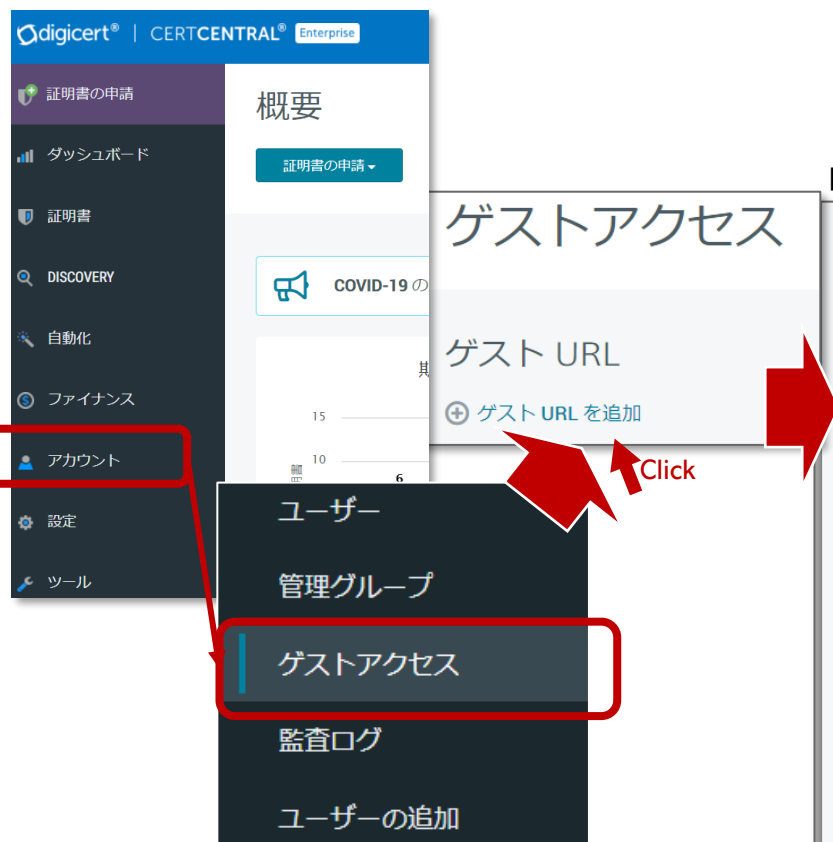 digicert® | CERTCENTRAL® Enterprise
証明書の申請
ダッシュボード
証明書
DISCOVERY
自動化
ファイナンス
アカウント
設定
ツール
概要
証明書の申請
COVID-19 の
期
15
10
6
ゲストアクセス
ゲスト URL
ゲスト URL を追加
Click
ユーザー
管理グループ
ゲストアクセス
監査ログ
ユーザーの追加